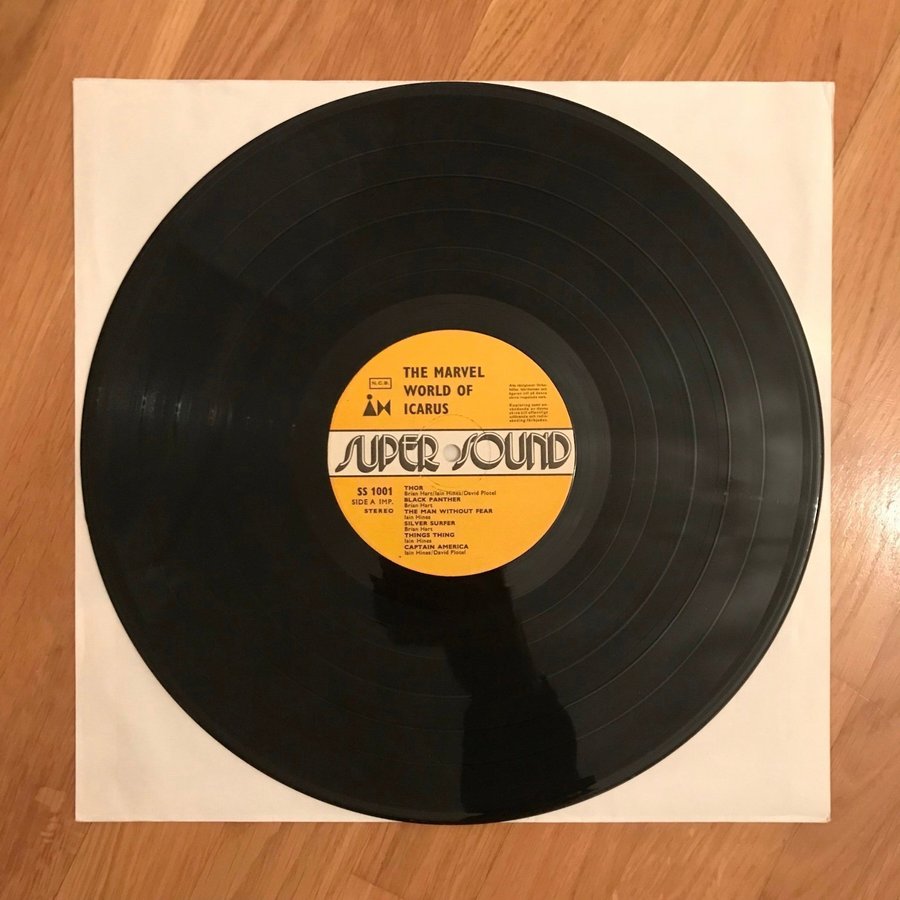 THE MARVEL
WORLD OF
ICARUS
N.C.B.
SUPER SOUND
SS 1001
SIDE A IMP.
STEREO
THOR
Brian Hart/Iain Hines/David Plotel
BLACK PANTHER
Brian Hart
THE MAN WITHOUT FEAR
Iain Hines
SILVER SURFER
Brian Hart
THINGS THING
Iain Hines
CAPTAIN AMERICA
Iain Hines/David Plotel